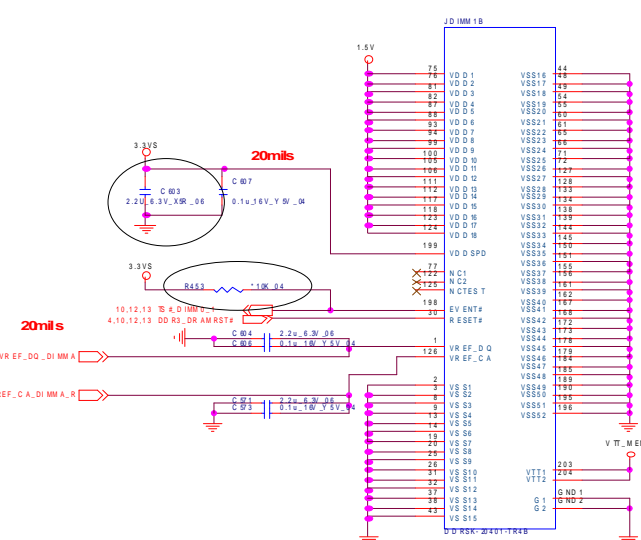 JDIMM1B
1.5V
75 VDD1
76 VDD2
81 VDD3
82 VDD4
87 VDD5
88 VDD6
93 VDD7
94 VDD8
99 VDD9
100 VDD10
105 VDD11
106 VDD12
111 VDD13
112 VDD14
117 VDD15
118 VDD16
123 VDD17
124 VDD18
199 VDDSPD
77 NC1
122 NC2
125 NCTEST
198 EVENT#
30 RESET#
1 VREF_DQ
126 VREF_CA
2 VSS1
3 VSS2
8 VSS3
9 VSS4
13 VSS5
14 VSS6
19 VSS7
20 VSS8
25 VSS9
26 VSS10
31 VSS11
32 VSS12
37 VSS13
38 VSS14
43 VSS15
VSS16 44
VSS17 48
VSS18 49
VSS19 54
VSS20 55
VSS21 60
VSS22 61
VSS23 65
VSS24 66
VSS25 71
VSS26 72
VSS27 127
VSS28 128
VSS29 133
VSS30 134
VSS31 138
VSS32 139
VSS33 144
VSS34 145
VSS35 150
VSS36 151
VSS37 155
VSS38 156
VSS39 161
VSS40 162
VSS41 167
VSS42 168
VSS43 172
VSS44 173
VSS45 178
VSS46 179
VSS47 184
VSS48 185
VSS49 189
VSS50 190
VSS51 195
VSS52 196
VTT1 203
VTT2 204
G1 GND1
G2 GND2
DDRSK-20401-TR4B
3.3VS
20mils
C603
2.2U_6.3V_X5R_06
C607
0.1u_16V_Y5V_04
3.3VS
R453 *10K_04
10,12,13 TS#_DIMM0_1
4,10,12,13 DDR3_DRAMRST#
20mils
C604 2.2u_6.3V_06
C606 0.1u_16V_Y5V_04
VREF_DQ_DIMMA
EF_CA_DIMMA_R
C571 2.2u_6.3V_06
C573 0.1u_16V_Y5V_04